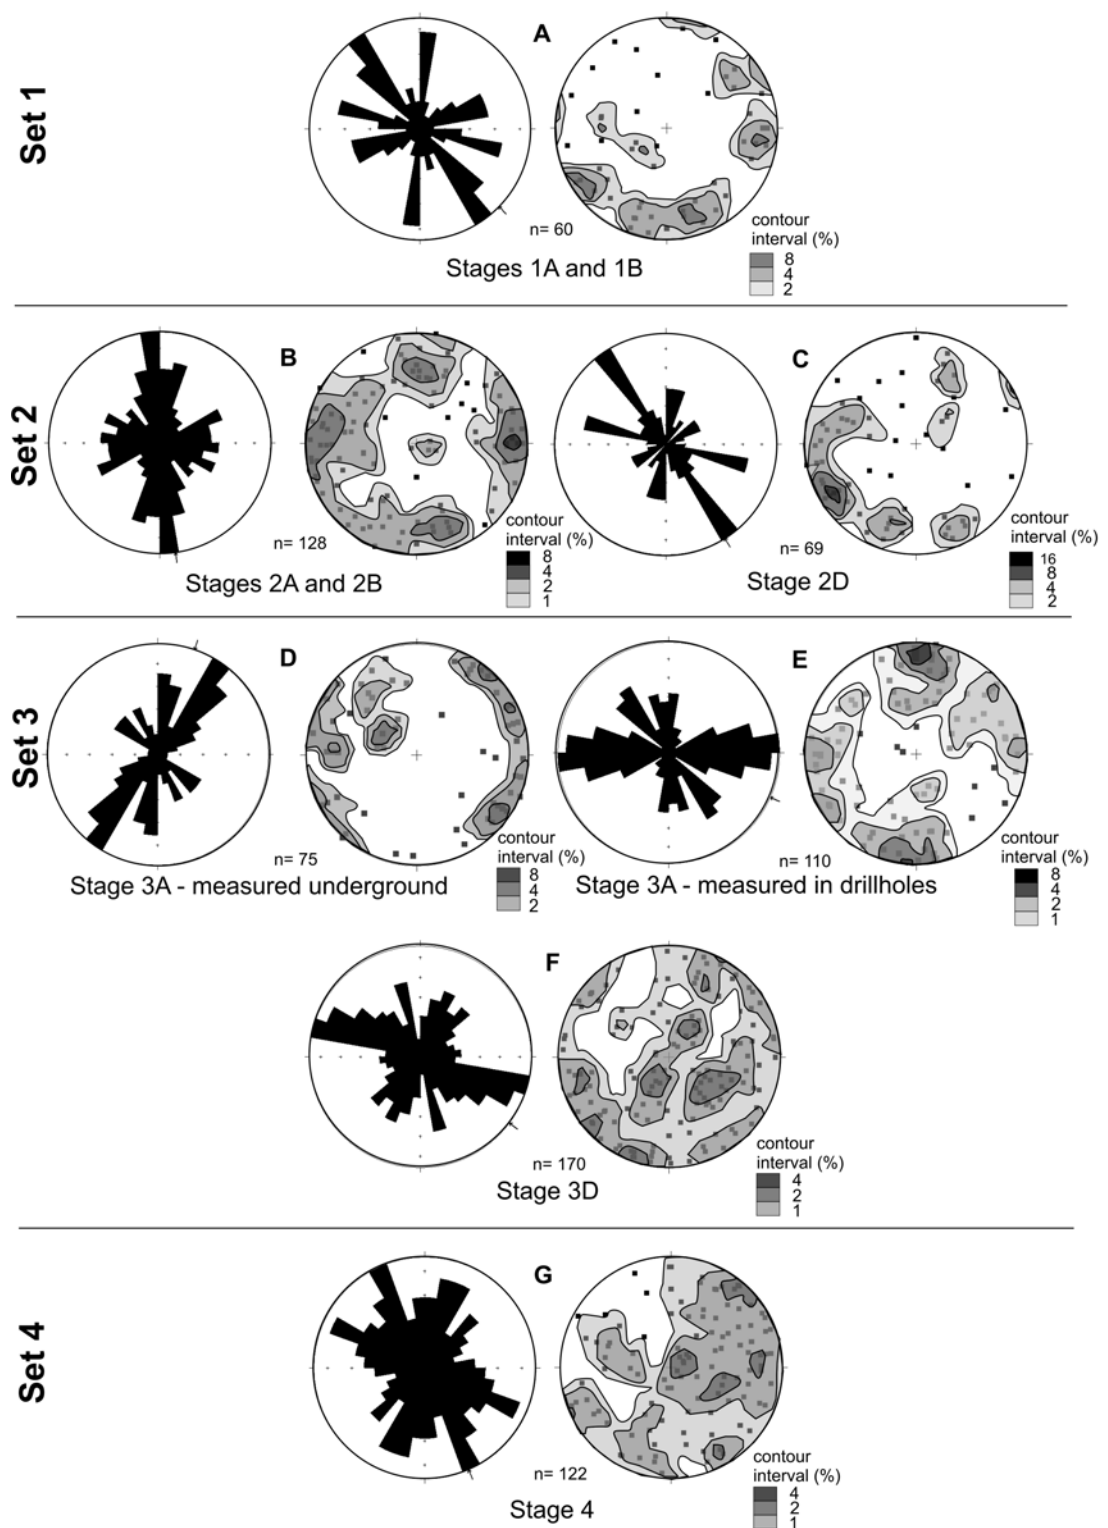 Set 1
A
n= 60
contour
interval (%)
8
4
2
Stages 1A and 1B
Set 2
B
n= 128
contour
interval (%)
8
4
2
1
Stages 2A and 2B
C
n= 69
contour
interval (%)
16
8
4
2
Stage 2D
Set 3
D
n= 75
contour
interval (%)
8
4
2
Stage 3A - measured underground
E
n= 110
contour
interval (%)
8
4
2
1
Stage 3A - measured in drillholes
F
n= 170
contour
interval (%)
4
2
1
Stage 3D
Set 4
G
n= 122
contour
interval (%)
4
2
1
Stage 4